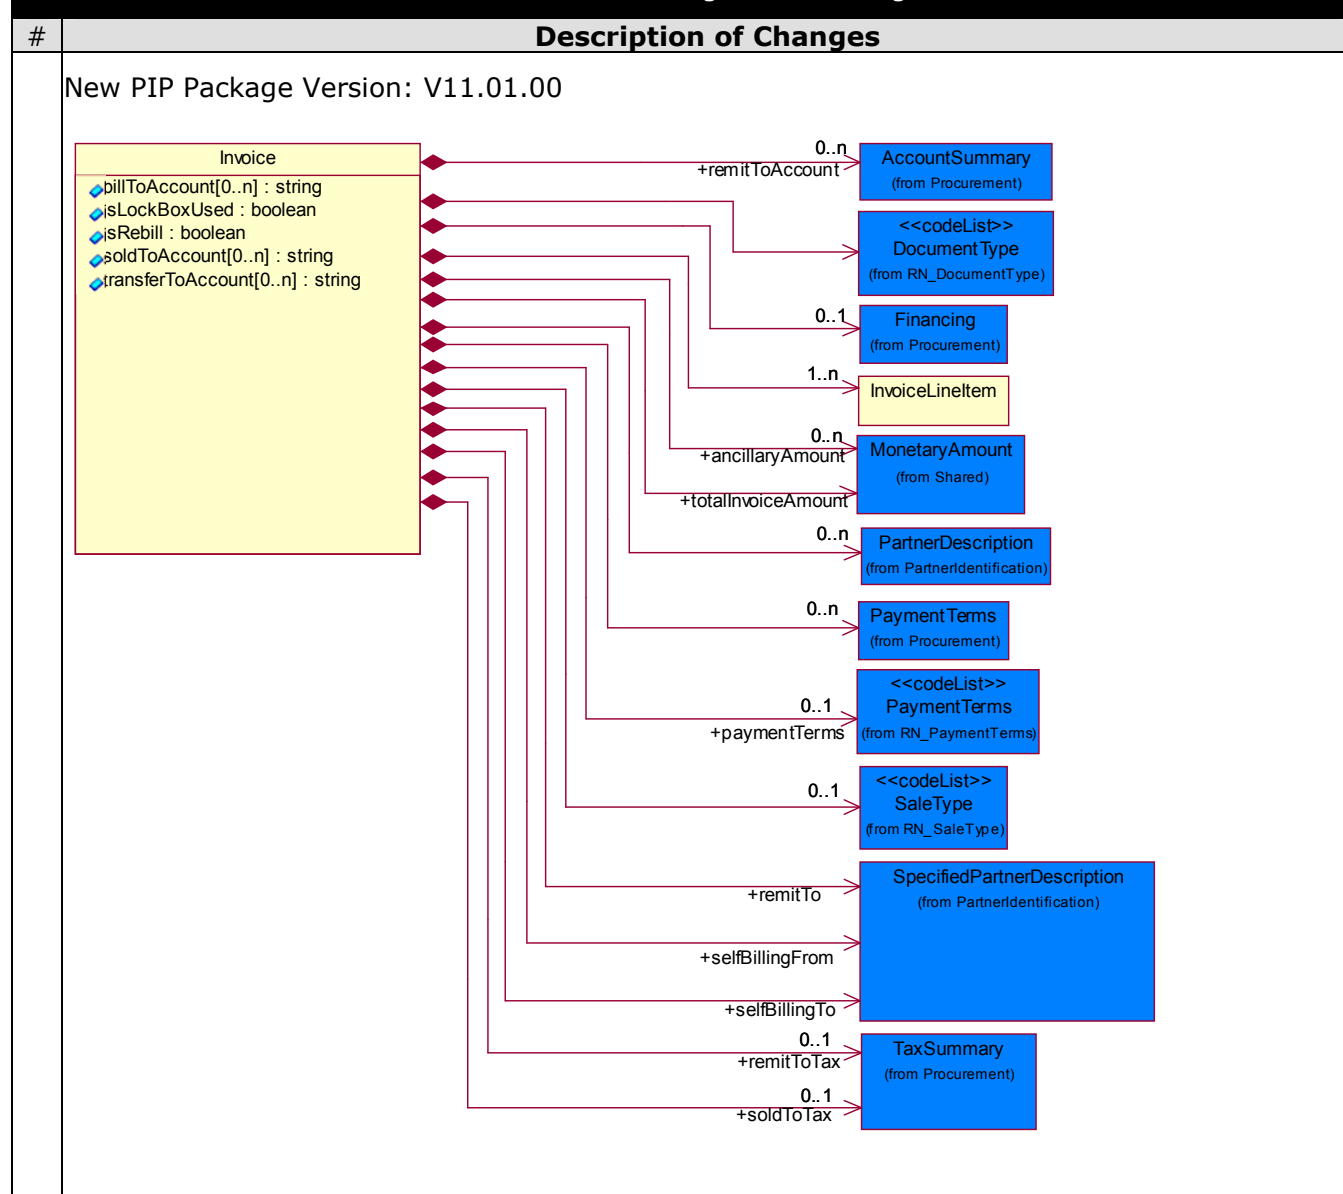 #
Description of Changes
New PIP Package Version: V11.01.00
Invoice
billToAccount[0..n] : string
isLockBoxUsed : boolean
isRebill : boolean
soldToAccount[0..n] : string
transferToAccount[0..n] : string
0..n
+remitToAccount
AccountSummary
(from Procurement)
<<codeList>>
DocumentType
(from RN_DocumentType)
0..1
Financing
(from Procurement)
1..n
InvoiceLineItem
0..n
+ancillaryAmount
MonetaryAmount
(from Shared)
+totalInvoiceAmount
0..n
PartnerDescription
(from PartnerIdentification)
0..n
PaymentTerms
(from Procurement)
<<codeList>>
0..1
PaymentTerms
+paymentTerms
(from RN_PaymentTerms)
<<codeList>>
0..1
SaleType
(from RN_SaleType)
SpecifiedPartnerDescription
(from PartnerIdentification)
+remitTo
+selfBillingFrom
+selfBillingTo
0..1
+remitToTax
TaxSummary
(from Procurement)
0..1
+soldToTax